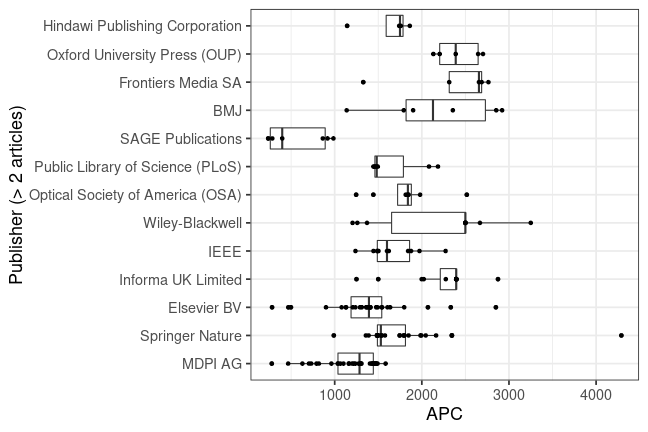 Publisher (> 2 articles)
Hindawi Publishing Corporation
Oxford University Press (OUP)
Frontiers Media SA
BMJ
SAGE Publications
Public Library of Science (PLoS)
Optical Society of America (OSA)
Wiley-Blackwell
IEEE
Informa UK Limited
Elsevier BV
Springer Nature
MDPI AG
1000 2000 3000 4000
APC